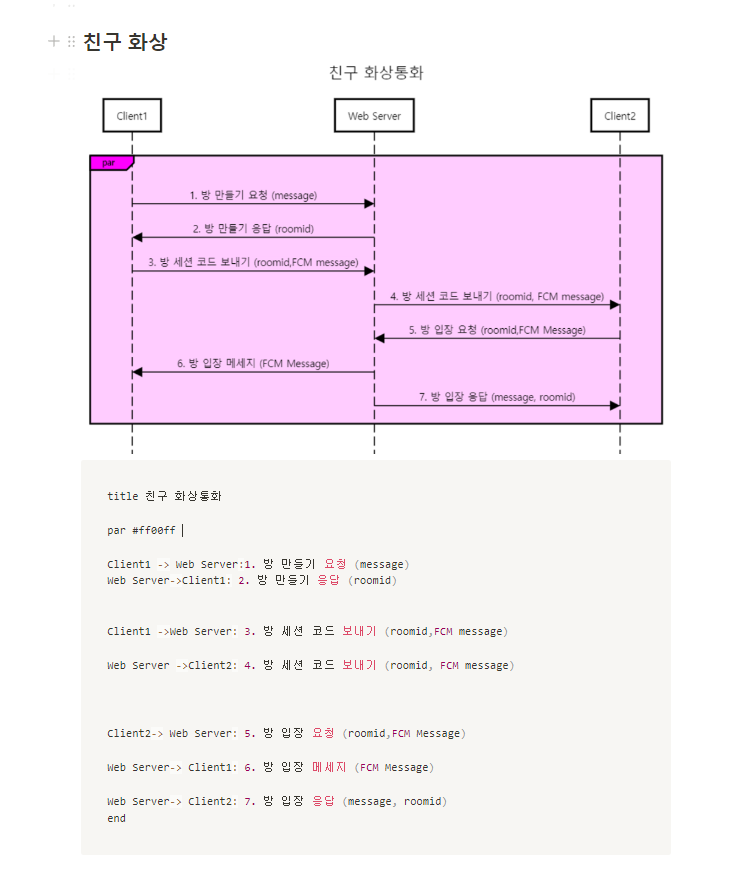 친구 화상
친구 화상통화
Client1
Web Server
Client2
par
1. 방 만들기 요청 (message)
2. 방 만들기 응답 (roomid)
3. 방 세션 코드 보내기 (roomid,FCM message)
4. 방 세션 코드 보내기 (roomid, FCM message)
5. 방 입장 요청 (roomid,FCM Message)
6. 방 입장 메세지 (FCM Message)
7. 방 입장 응답 (message, roomid)
title 친구 화상통화
par #ff00ff
Client1 -> Web Server:1. 방 만들기 요청 (message)
Web Server->Client1: 2. 방 만들기 응답 (roomid)
Client1 ->Web Server: 3. 방 세션 코드 보내기 (roomid,FCM message)
Web Server ->Client2: 4. 방 세션 코드 보내기 (roomid, FCM message)
Client2-> Web Server: 5. 방 입장 요청 (roomid,FCM Message)
Web Server-> Client1: 6. 방 입장 메세지 (FCM Message)
Web Server-> Client2: 7. 방 입장 응답 (message, roomid)
end